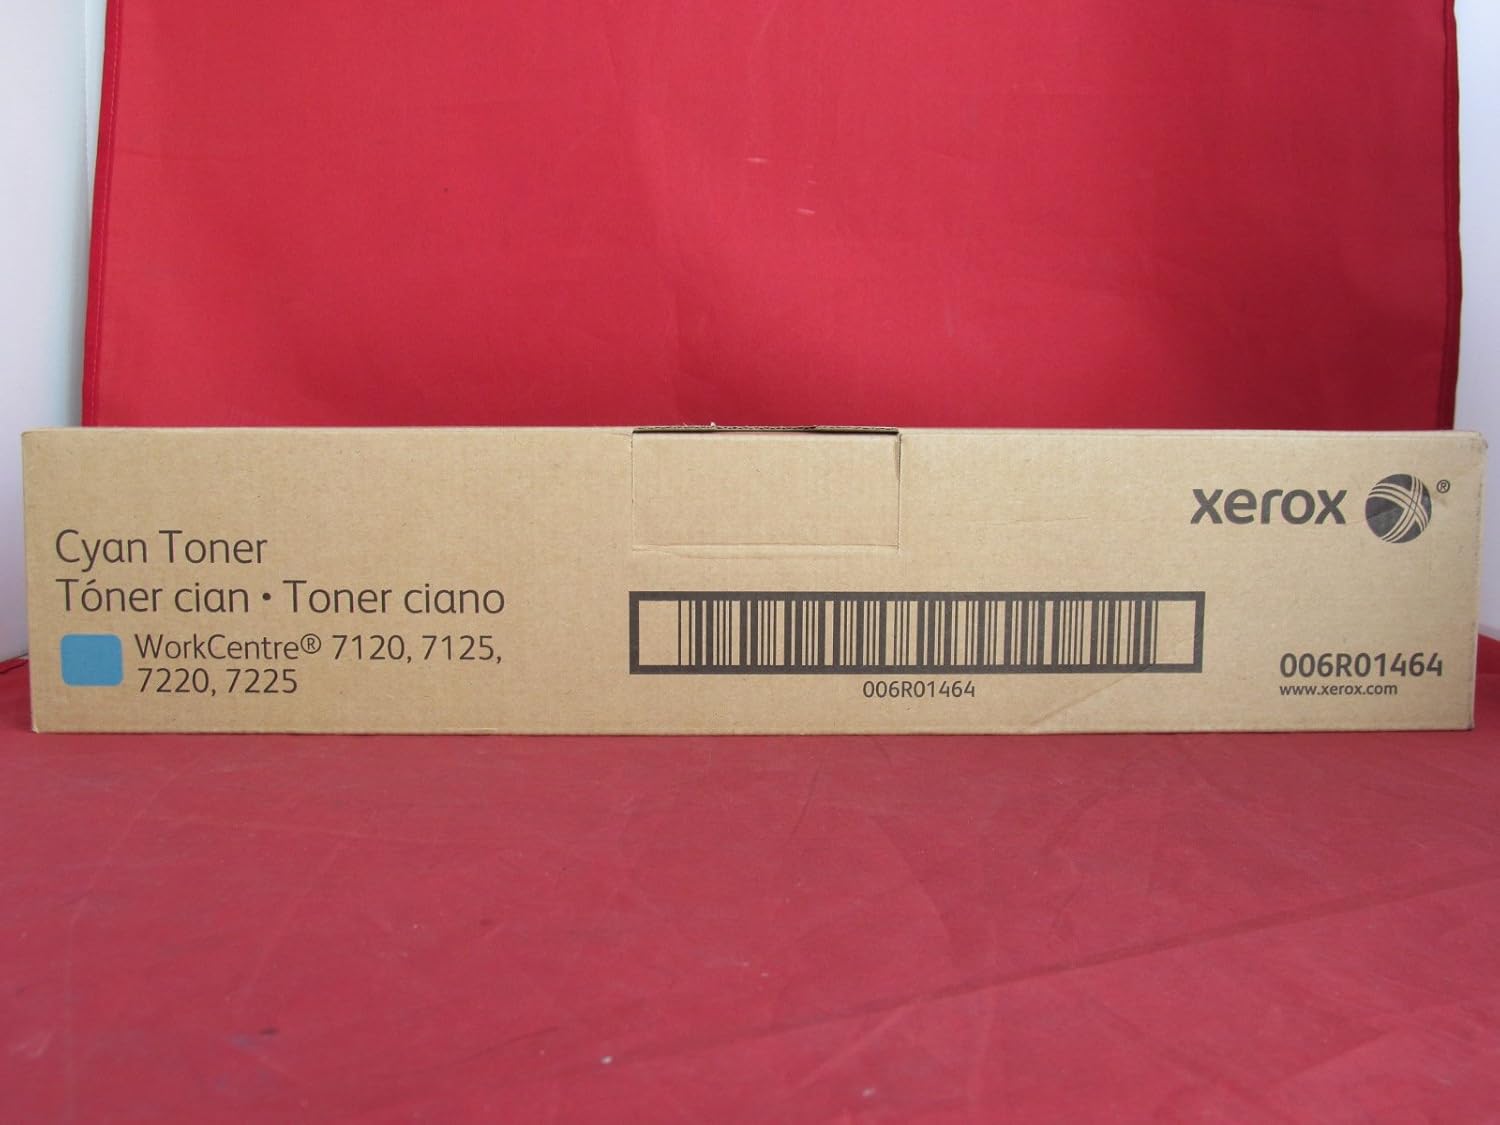 Cyan Toner
Tóner cian • Toner ciano
WorkCentre® 7120, 7125,
7220, 7225
006R01464
xerox ®
006R01464
www.xerox.com